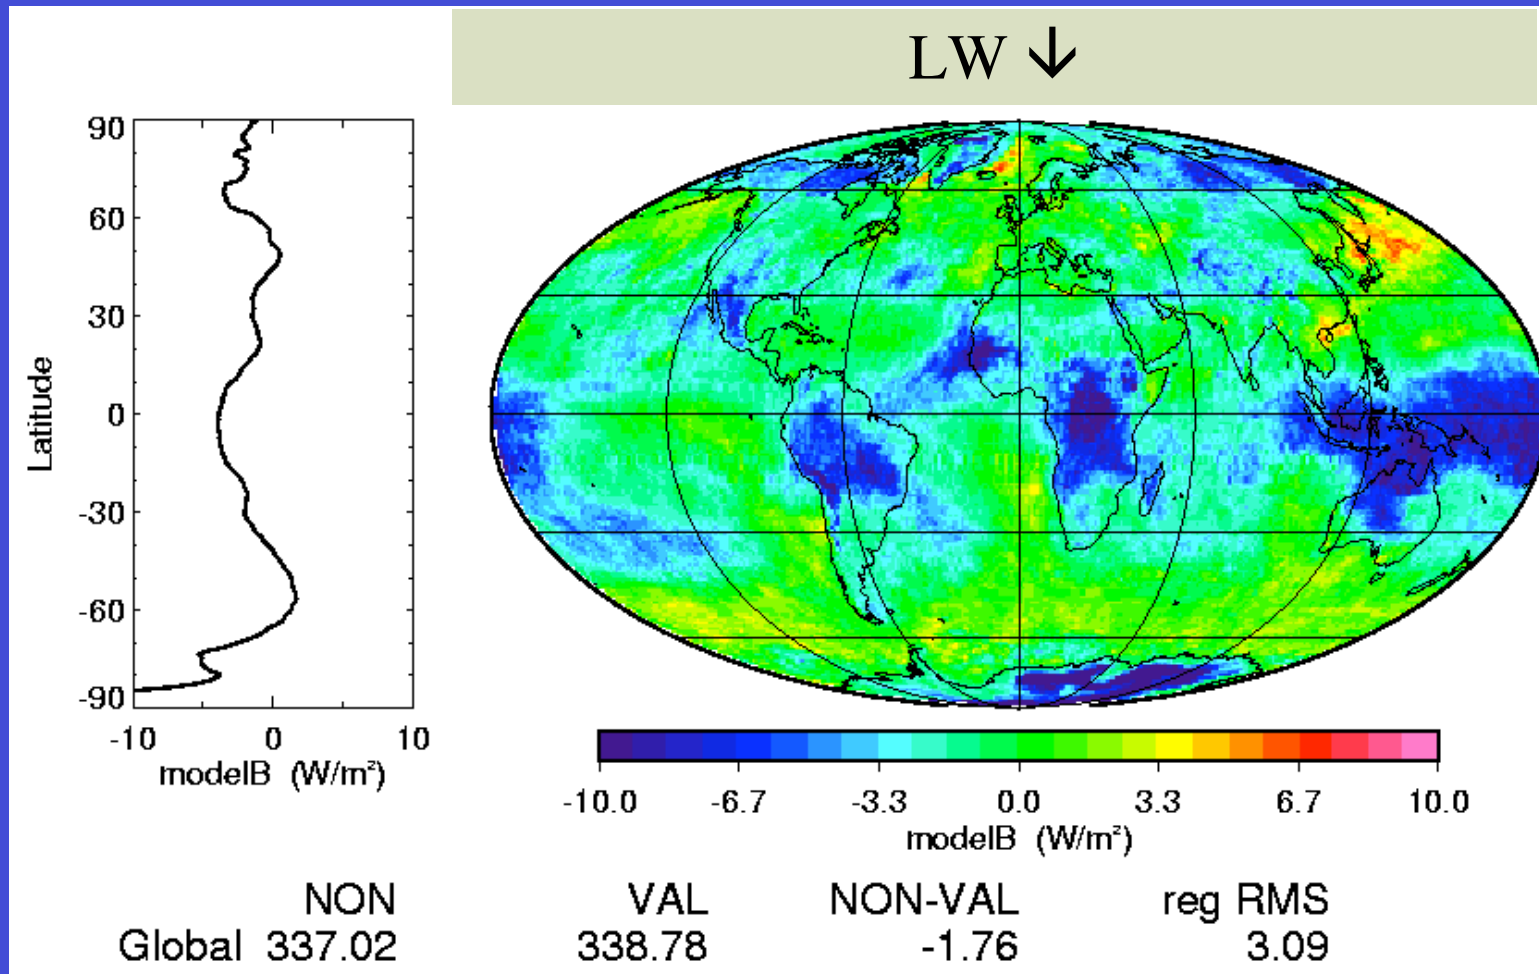 LW ↓
90
60
30
0
-30
-60
-90
Latitude
-10 0 10
modelB (W/m²)
-10.0 -6.7 -3.3 0.0 3.3 6.7 10.0
modelB (W/m²)
NON VAL NON-VAL reg RMS
Global 337.02 338.78 -1.76 3.09